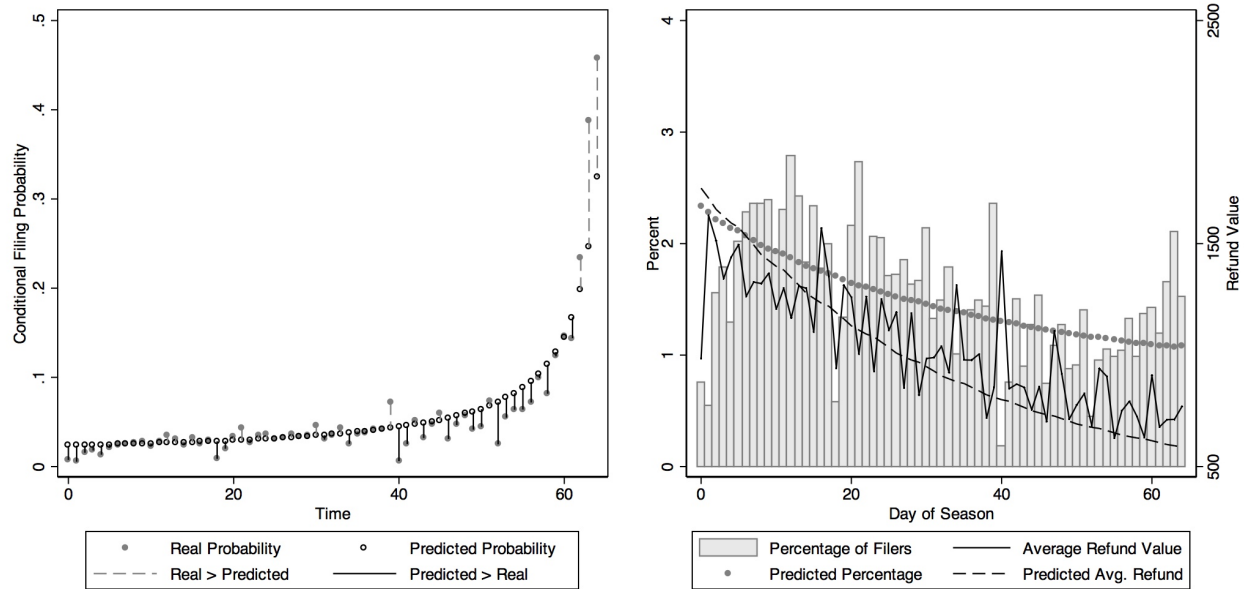 Conditional Filing Probability
.5
.4
.3
.2
.1
0
0
20
40
60
Time
Real Probability
Predicted Probability
Real > Predicted
Predicted > Real
Percent
4
3
2
1
0
Refund Value
2500
1500
500
0
20
40
60
Day of Season
Percentage of Filers
Average Refund Value
Predicted Percentage
Predicted Avg. Refund